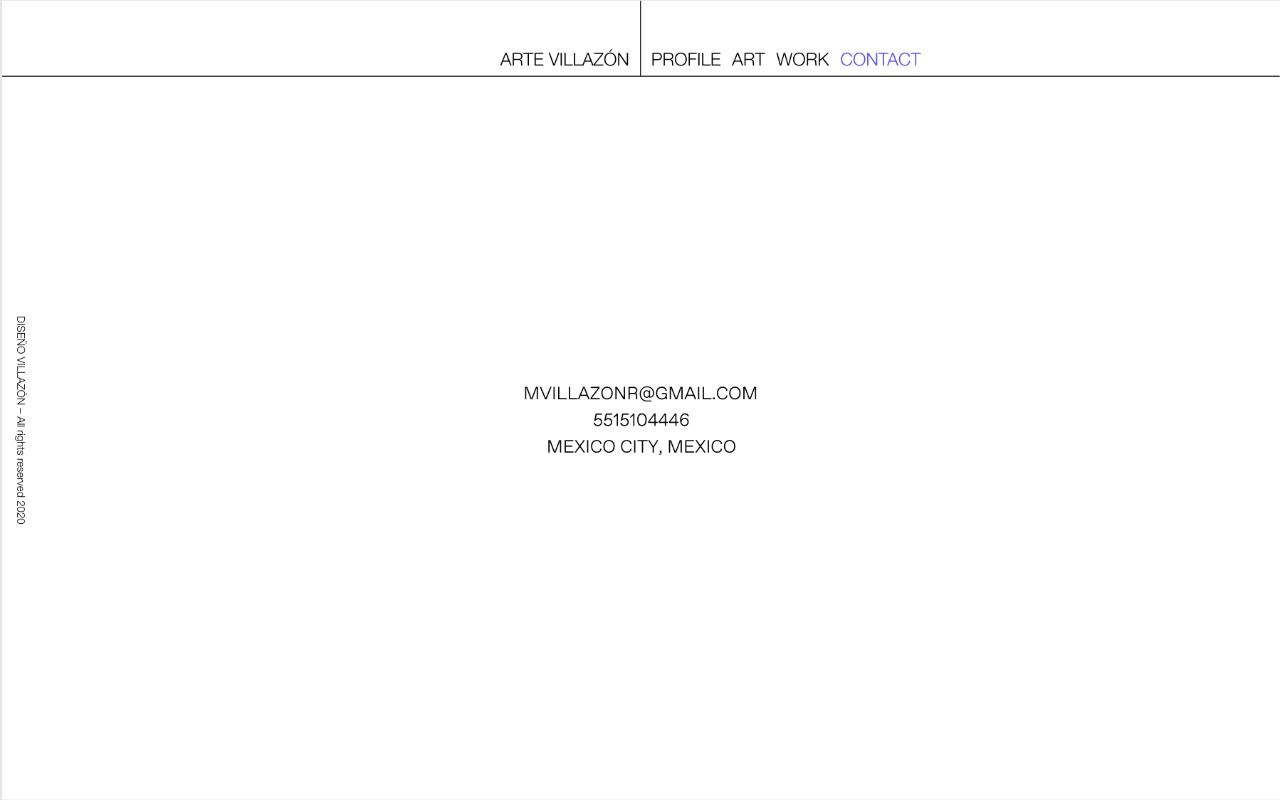 ARTE VILLAZÓN PROFILE ART WORK CONTACT
DISEÑO VILLAZÓN – All rights reserved 2020
MVILLAZONR@GMAIL.COM
5515104446
MEXICO CITY, MEXICO